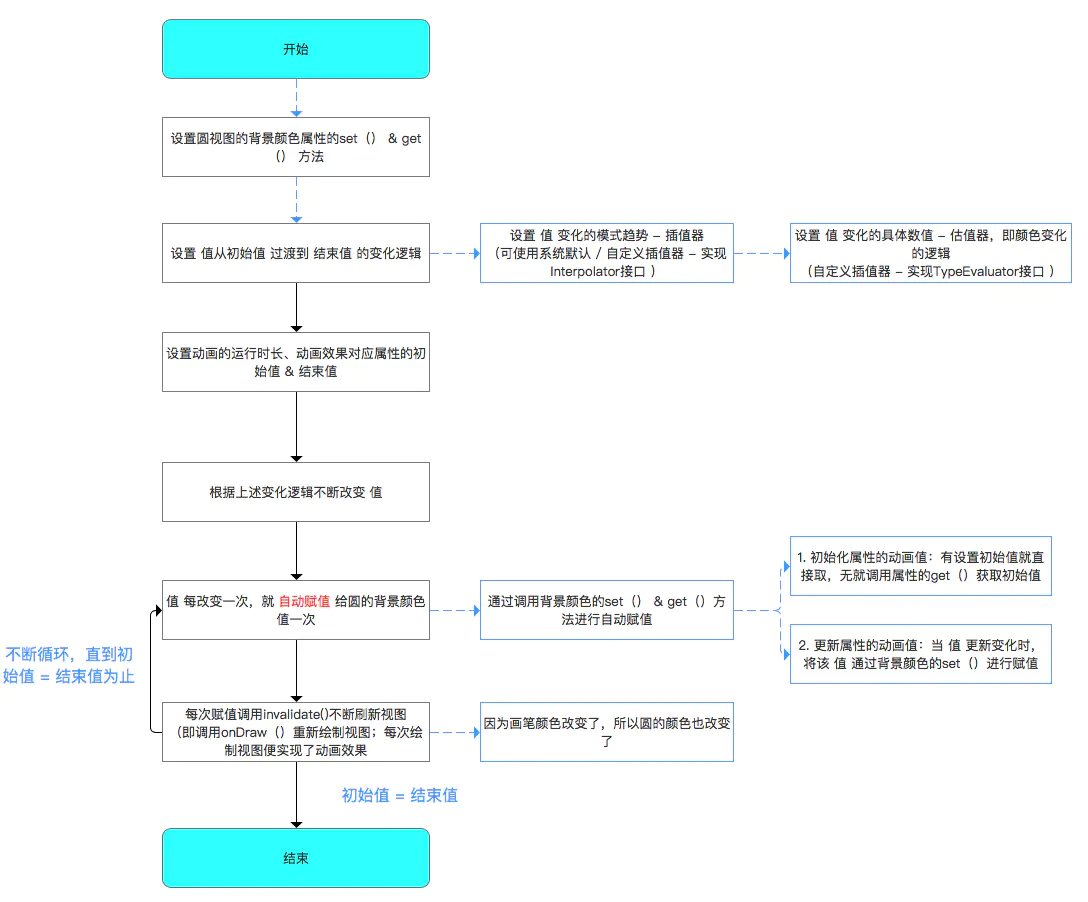 开始
设置圆视图的背景颜色属性的set（） & get
（） 方法
设置 值从初始值 过渡到 结束值 的变化逻辑
设置 值 变化的模式趋势 – 插值器
（可使用系统默认 / 自定义插值器 – 实现
Interpolator接口 ）
设置 值 变化的具体数值 – 估值器，即颜色变化
的逻辑
（自定义插值器 – 实现TypeEvaluator接口 ）
设置动画的运行时长、动画效果对应属性的初
始值 & 结束值
根据上述变化逻辑不断改变 值
值 每改变一次，就 自动赋值 给圆的背景颜色
值一次
通过调用背景颜色的set（） & get（）方
法进行自动赋值
1. 初始化属性的动画值：有设置初始值就直
接取，无就调用属性的get（）获取初始值
2. 更新属性的动画值：当 值 更新变化时，
将该 值 通过背景颜色的set（）进行赋值
不断循环，直到初
始值 = 结束值为止
每次赋值调用invalidate()不断刷新视图
（即调用onDraw（）重新绘制视图；每次绘
制视图便实现了动画效果
因为画笔颜色改变了，所以圆的颜色也改变
了
初始值 = 结束值
结束